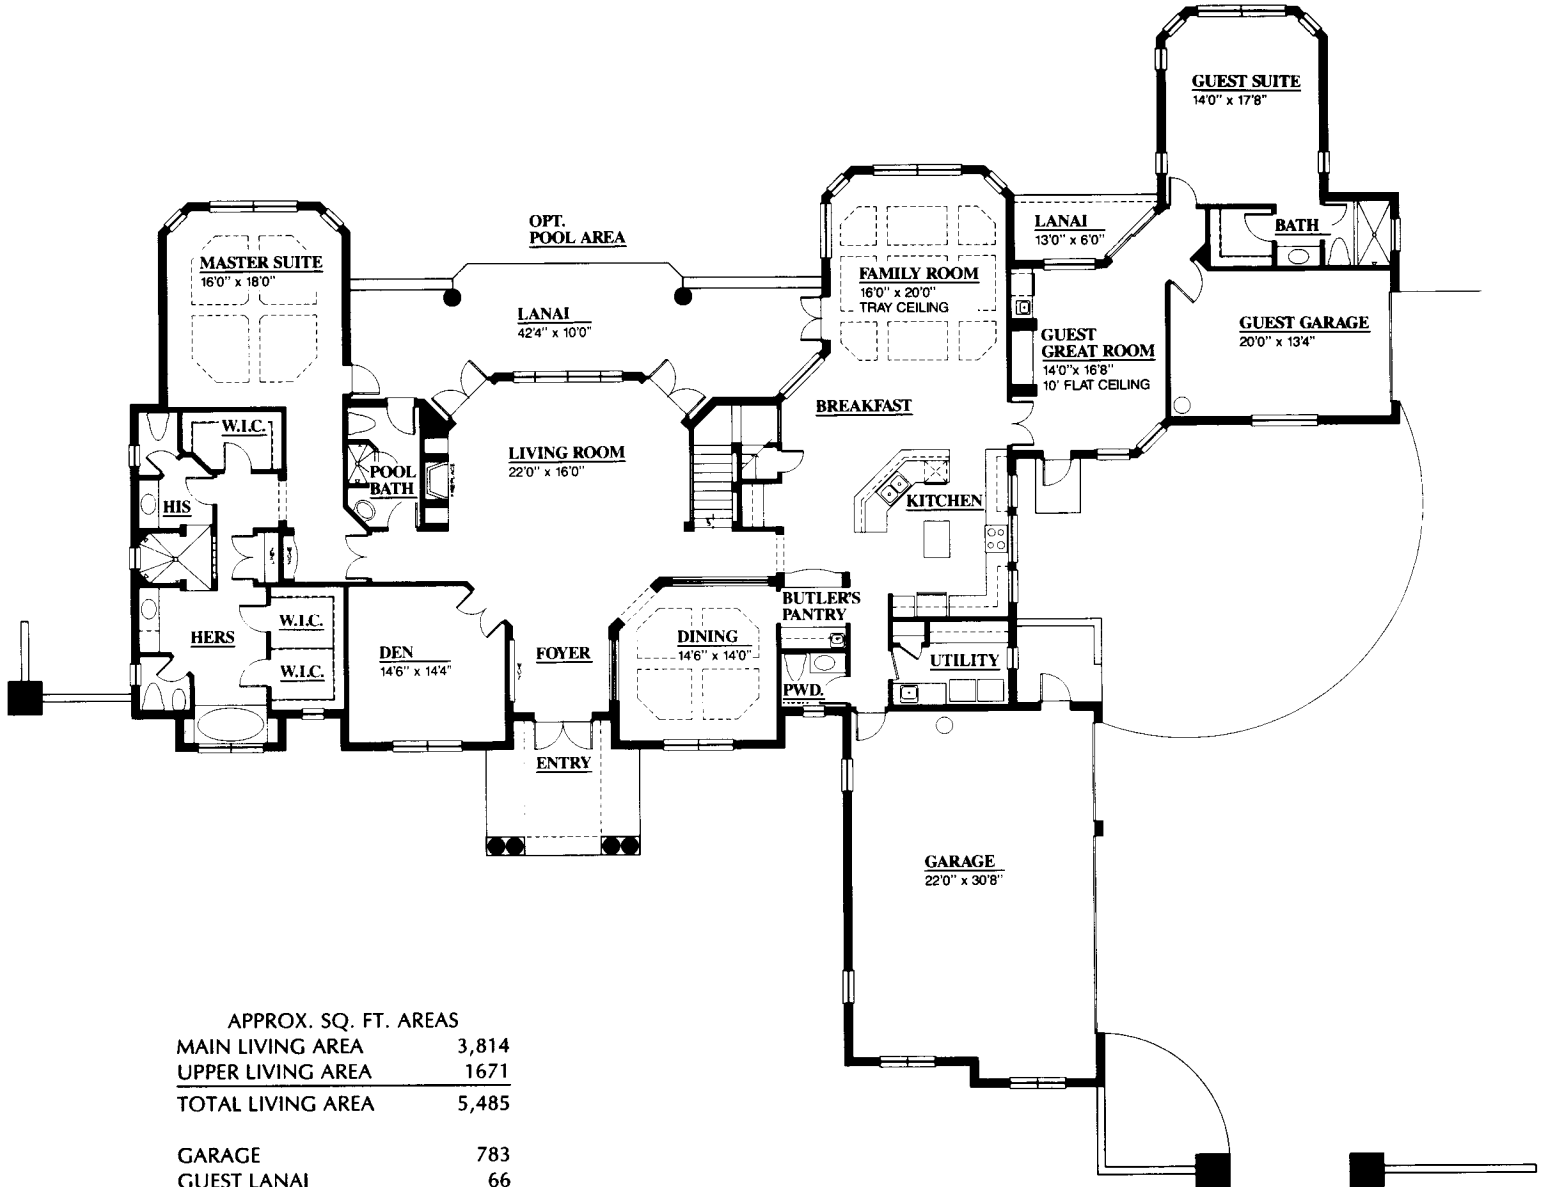 GUEST SUITE
14'0" x 17'8"
OPT.
POOL AREA
LANAI
13'0" x 6'0"
BATH
MASTER SUITE
16'0" x 18'0"
FAMILY ROOM
16'0" x 20'0"
TRAY CEILING
LANAI
42'4" x 10'0"
GUEST GARAGE
20'0" x 13'4"
GUEST
GREAT ROOM
14'0" x 16'8"
10' FLAT CEILING
BREAKFAST
W.I.C.
LIVING ROOM
22'0" x 16'0"
POOL
BATH
FIREPLACE
HIS
KITCHEN
BUTLER'S
PANTRY
W.I.C.
HERS
DINING
14'6" x 14'0"
DEN
14'6" x 14'4"
FOYER
UTILITY
W.I.C.
PWD.
ENTRY
GARAGE
22'0" x 30'8"
APPROX. SQ. FT. AREAS
MAIN LIVING AREA 3,814
UPPER LIVING AREA 1671
TOTAL LIVING AREA 5,485
GARAGE 783
GUEST LANAI 66